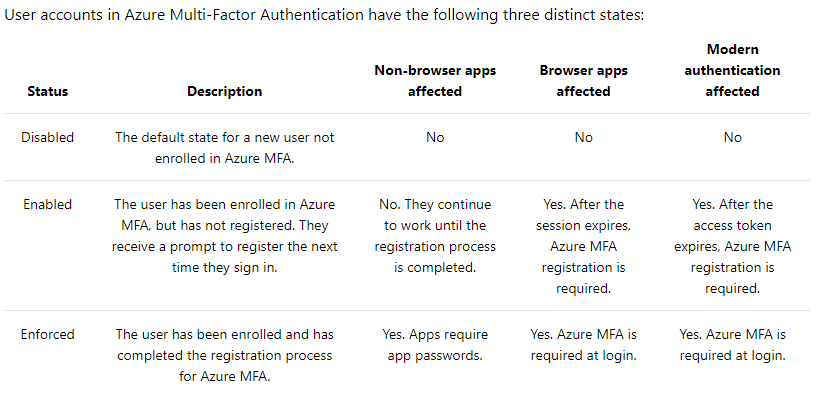 User accounts in Azure Multi-Factor Authentication have the following three distinct states:
Status
Description
Non-browser apps
affected
Browser apps
affected
Modern
authentication
affected
Disabled
The default state for a new user not
enrolled in Azure MFA.
No
No
No
Enabled
The user has been enrolled in Azure
MFA, but has not registered. They
receive a prompt to register the next
time they sign in.
No. They continue
to work until the
registration process
is completed.
Yes. After the
session expires,
Azure MFA
registration is
required.
Yes. After the
access token
expires, Azure MFA
registration is
required.
Enforced
The user has been enrolled and has
completed the registration process
for Azure MFA.
Yes. Apps require
app passwords.
Yes. Azure MFA is
required at login.
Yes. Azure MFA is
required at login.